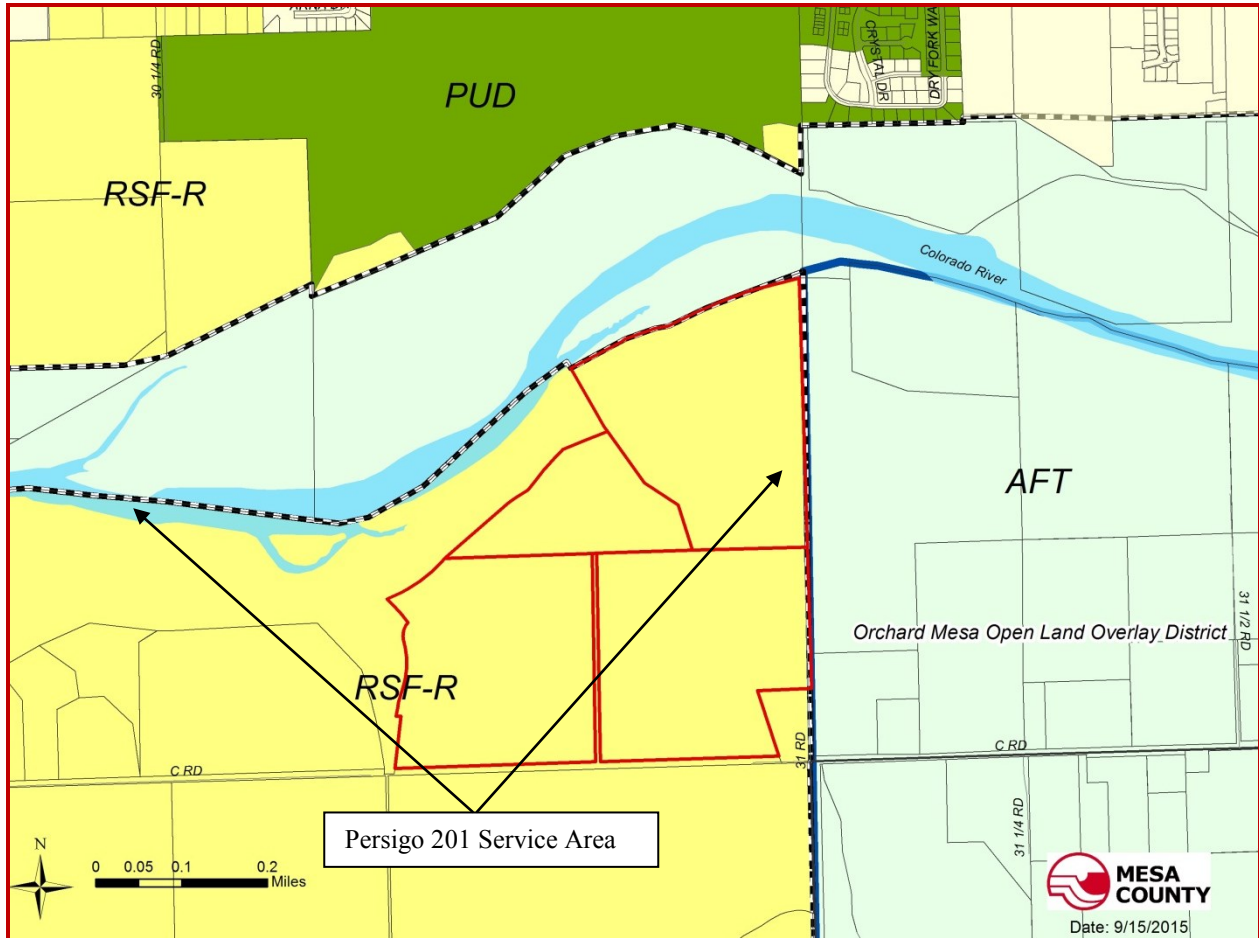 30 1/4 RD
CRYSTAL DR
DRY FORK WA
PUD
RSF-R
Colorado River
AFT
31 1/2 RD
Orchard Mesa Open Land Overlay District
RSF-R
C RD
31 RD
C RD
Persigo 201 Service Area
31 1/4 RD
N
0 0.05 0.1 0.2
Miles
MESA
COUNTY
Date: 9/15/2015